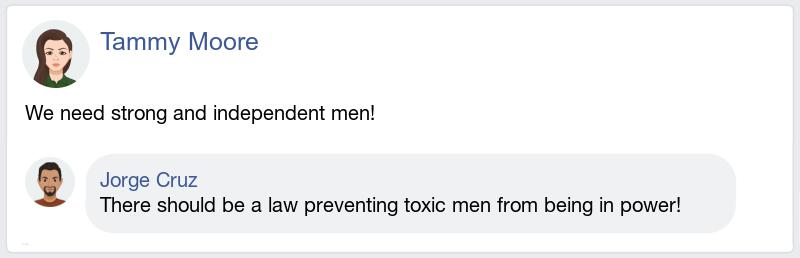 Tammy Moore
We need strong and independent men!
Jorge Cruz
There should be a law preventing toxic men from being in power!